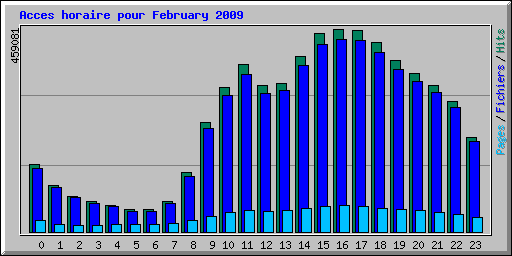 Acces horaire pour February 2009
459081
Pages / Fichiers / Hits
0 1 2 3 4 5 6 7 8 9 10 11 12 13 14 15 16 17 18 19 20 21 22 23